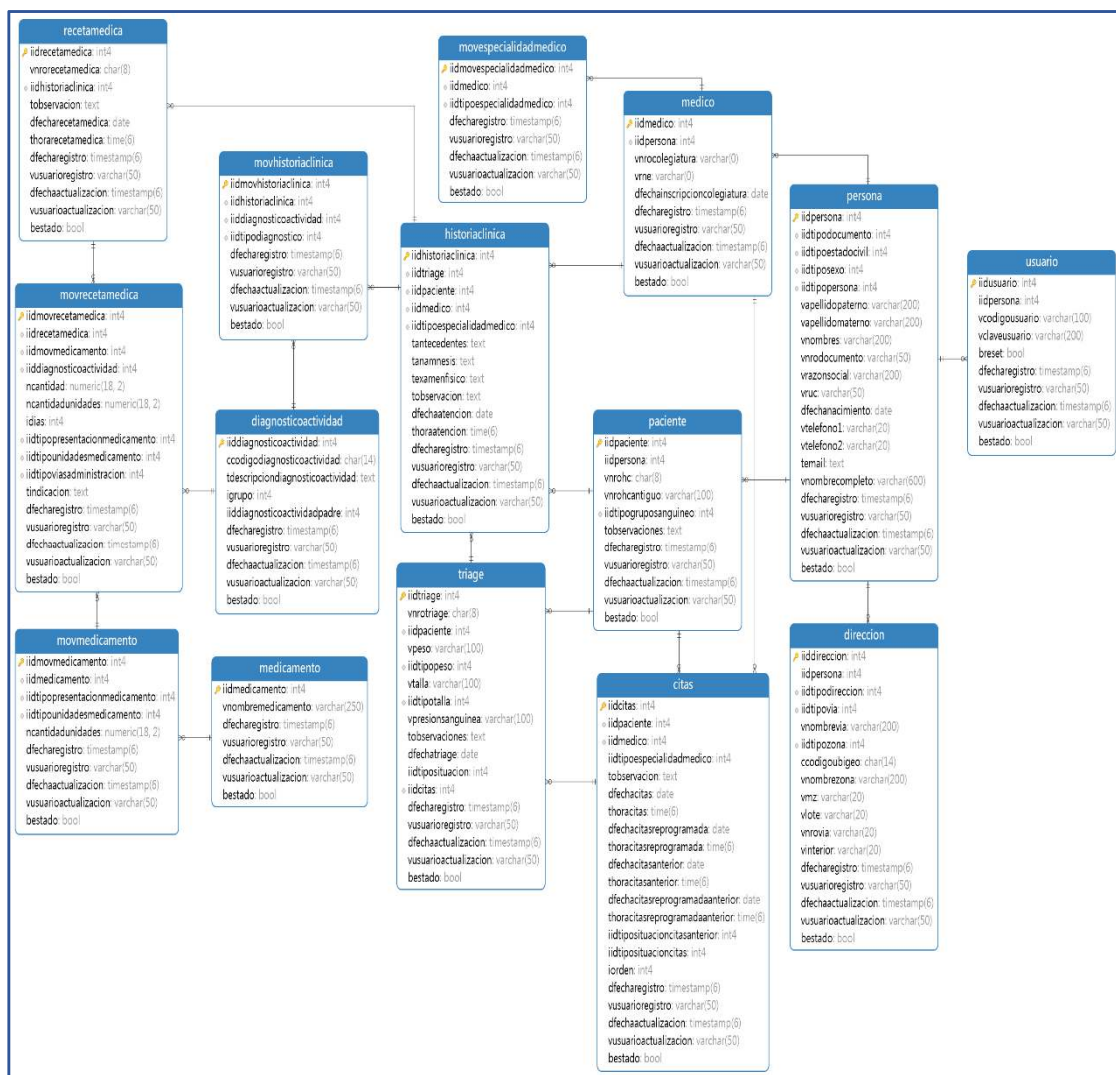 recetamedica
iidrecetamedica: int4
vnrorecetamedica: char(8)
iidhistoriaclinica: int4
tobservacion: text
dfecharecetamedica: date
thorarecetamedica: time(6)
dfecharegistro: timestamp(6)
vusuarioregistro: varchar(50)
dfechaactualizacion: timestamp(6)
vusuarioactualizacion: varchar(50)
bestado: bool
movespecialidadmedico
iidmovespecialidadmedico: int4
iidmedico: int4
iidtipoespecialidadmedico: int4
dfecharegistro: timestamp(6)
vusuarioregistro: varchar(50)
dfechaactualizacion: timestamp(6)
vusuarioactualizacion: varchar(50)
bestado: bool
medico
iidmedico: int4
iidpersona: int4
vnrocolegiatura: varchar(0)
vrne: varchar(0)
dfechainscripcioncolegiatura: date
dfecharegistro: timestamp(6)
vusuarioregistro: varchar(50)
dfechaactualizacion: timestamp(6)
vusuarioactualizacion: varchar(50)
bestado: bool
movhistoriaclinica
iidmovhistoriaclinica: int4
iidhistoriaclinica: int4
iiddiagnosticoactividad: int4
iidtipodiagnostico: int4
dfecharegistro: timestamp(6)
vusuarioregistro: varchar(50)
dfechaactualizacion: timestamp(6)
vusuarioactualizacion: varchar(50)
bestado: bool
historiaclinica
iidhistoriaclinica: int4
iidtriage: int4
iidpaciente: int4
iidmedico: int4
iidtipoespecialidadmedico: int4
tantecedentes: text
tanamnesis: text
texamenfisico: text
tobservacion: text
dfechaatencion: date
thoraatencion: time(6)
dfecharegistro: timestamp(6)
vusuarioregistro: varchar(50)
dfechaactualizacion: timestamp(6)
vusuarioactualizacion: varchar(50)
bestado: bool
persona
iidpersona: int4
iidtipodocumento: int4
iidtipoestadocivil: int4
iidtiposexo: int4
iidtipopersona: int4
vapellidopaterno: varchar(200)
vapellidomaterno: varchar(200)
vnombres: varchar(200)
vnrodocumento: varchar(50)
vrazonsocial: varchar(200)
vruc: varchar(50)
dfechanacimiento: date
vtelefono1: varchar(20)
vtelefono2: varchar(20)
temail: text
vnombrecompleto: varchar(600)
dfecharegistro: timestamp(6)
vusuarioregistro: varchar(50)
dfechaactualizacion: timestamp(6)
vusuarioactualizacion: varchar(50)
bestado: bool
usuario
iidusuario: int4
iidpersona: int4
vcodigousuario: varchar(100)
vclaveusuario: varchar(200)
breset: bool
dfecharegistro: timestamp(6)
vusuarioregistro: varchar(50)
dfechaactualizacion: timestamp(6)
vusuarioactualizacion: varchar(50)
bestado: bool
movrecetamedica
iidmovrecetamedica: int4
iidrecetamedica: int4
iidmovmedicamento: int4
iiddiagnosticoactividad: int4
ncantidad: numeric(18, 2)
ncantidadunidades: numeric(18, 2)
idias: int4
iidtipopresentacionmedicamento: int4
iidtipounidadesmedicamento: int4
iidtipoviasadministracion: int4
tindicacion: text
dfecharegistro: timestamp(6)
vusuarioregistro: varchar(50)
dfechaactualizacion: timestamp(6)
vusuarioactualizacion: varchar(50)
bestado: bool
diagnosticoactividad
iiddiagnosticoactividad: int4
ccodigodiagnosticoactividad: char(14)
tdescripciondiagnosticoactividad: text
igrupo: int4
iiddiagnosticoactividadpadre: int4
dfecharegistro: timestamp(6)
vusuarioregistro: varchar(50)
dfechaactualizacion: timestamp(6)
vusuarioactualizacion: varchar(50)
bestado: bool
paciente
iidpaciente: int4
iidpersona: int4
vnrohc: char(8)
vnrohcantiguo: varchar(100)
iidtipogruposanguineo: int4
tobservaciones: text
dfecharegistro: timestamp(6)
vusuarioregistro: varchar(50)
dfechaactualizacion: timestamp(6)
vusuarioactualizacion: varchar(50)
bestado: bool
triage
iidtriage: int4
vnrotriage: char(8)
iidpaciente: int4
vpeso: varchar(100)
iidtipopeso: int4
vtalla: varchar(100)
iidtipotalla: int4
vpresionsanguinea: varchar(100)
tobservaciones: text
dfechatriage: date
iidtiposituacion: int4
iidcitas: int4
dfecharegistro: timestamp(6)
vusuarioregistro: varchar(50)
dfechaactualizacion: timestamp(6)
vusuarioactualizacion: varchar(50)
bestado: bool
movmedicamento
iidmovmedicamento: int4
iidmedicamento: int4
iidtipopresentacionmedicamento: int4
iidtipounidadesmedicamento: int4
ncantidadunidades: numeric(18, 2)
dfecharegistro: timestamp(6)
vusuarioregistro: varchar(50)
dfechaactualizacion: timestamp(6)
vusuarioactualizacion: varchar(50)
bestado: bool
medicamento
iidmedicamento: int4
vnombremedicamento: varchar(250)
dfecharegistro: timestamp(6)
vusuarioregistro: varchar(50)
dfechaactualizacion: timestamp(6)
vusuarioactualizacion: varchar(50)
bestado: bool
citas
iidcitas: int4
iidpaciente: int4
iidmedico: int4
iidtipoespecialidadmedico: int4
tobservacion: text
dfechacitas: date
thoracitas: time(6)
dfechacitasreprogramada: date
thoracitasreprogramada: time(6)
dfechacitasanterior: date
thoracitasanterior: time(6)
dfechacitasreprogramadaanterior: date
thoracitasreprogramadaanterior: time(6)
iidtiposituacioncitasanterior: int4
iidtiposituacioncitas: int4
iorden: int4
dfecharegistro: timestamp(6)
vusuarioregistro: varchar(50)
dfechaactualizacion: timestamp(6)
vusuarioactualizacion: varchar(50)
bestado: bool
direccion
iiddireccion: int4
iidpersona: int4
iidtipodireccion: int4
iidtipovia: int4
vnombrevia: varchar(200)
iidtipozona: int4
ccodigoubigeo: char(14)
vnombrezona: varchar(200)
vmz: varchar(20)
vlote: varchar(20)
vnrovia: varchar(20)
vinterior: varchar(20)
dfecharegistro: timestamp(6)
vusuarioregistro: varchar(50)
dfechaactualizacion: timestamp(6)
vusuarioactualizacion: varchar(50)
bestado: bool